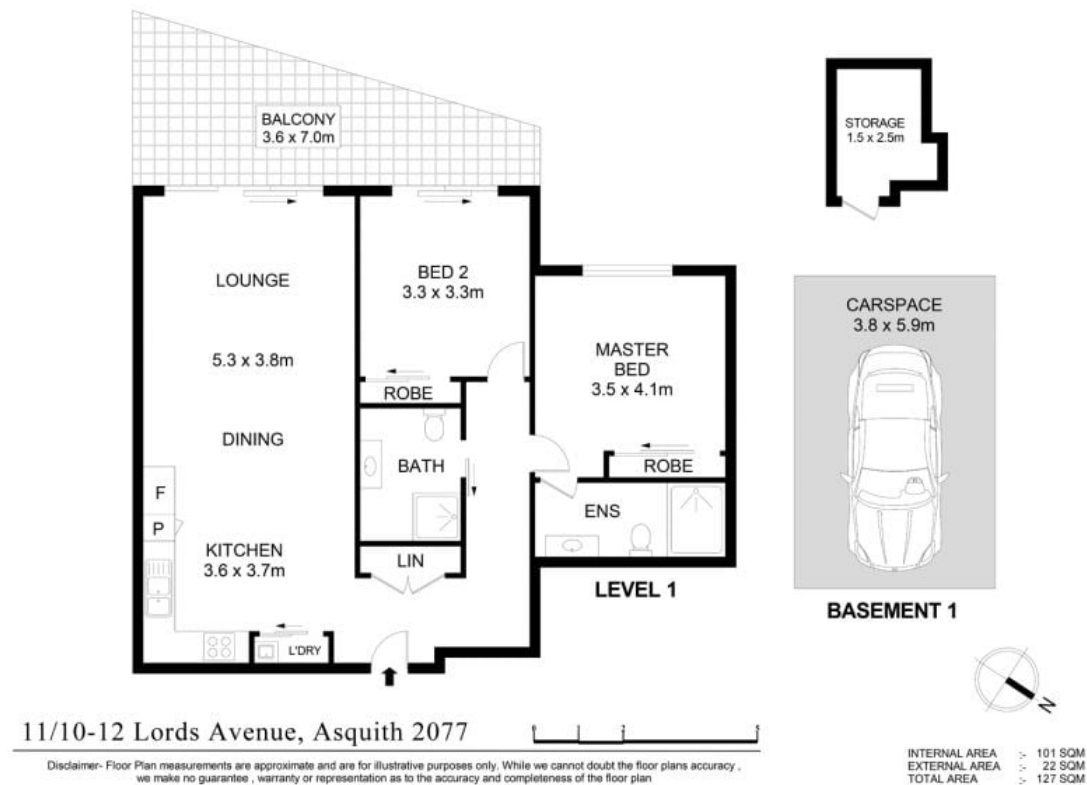 BALCONY
3.6 x 7.0m
STORAGE
1.5 x 2.5m
LOUNGE
BED 2
3.3 x 3.3m
CARSPACE
3.8 x 5.9m
5.3 x 3.8m
MASTER
BED
3.5 x 4.1m
ROBE
DINING
BATH
ROBE
F
P
ENS
KITCHEN
3.6 x 3.7m
LIN
LEVEL 1
BASEMENT 1
L'DRY
N
11/10-12 Lords Avenue, Asquith 2077
0 2 5
Disclaimer- Floor Plan measurements are approximate and are for illustrative purposes only. While we cannot doubt the floor plans accuracy ,
we make no guarantee , warranty or representation as to the accuracy and completeness of the floor plan
INTERNAL AREA :- 101 SQM
EXTERNAL AREA :- 22 SQM
TOTAL AREA :- 127 SQM